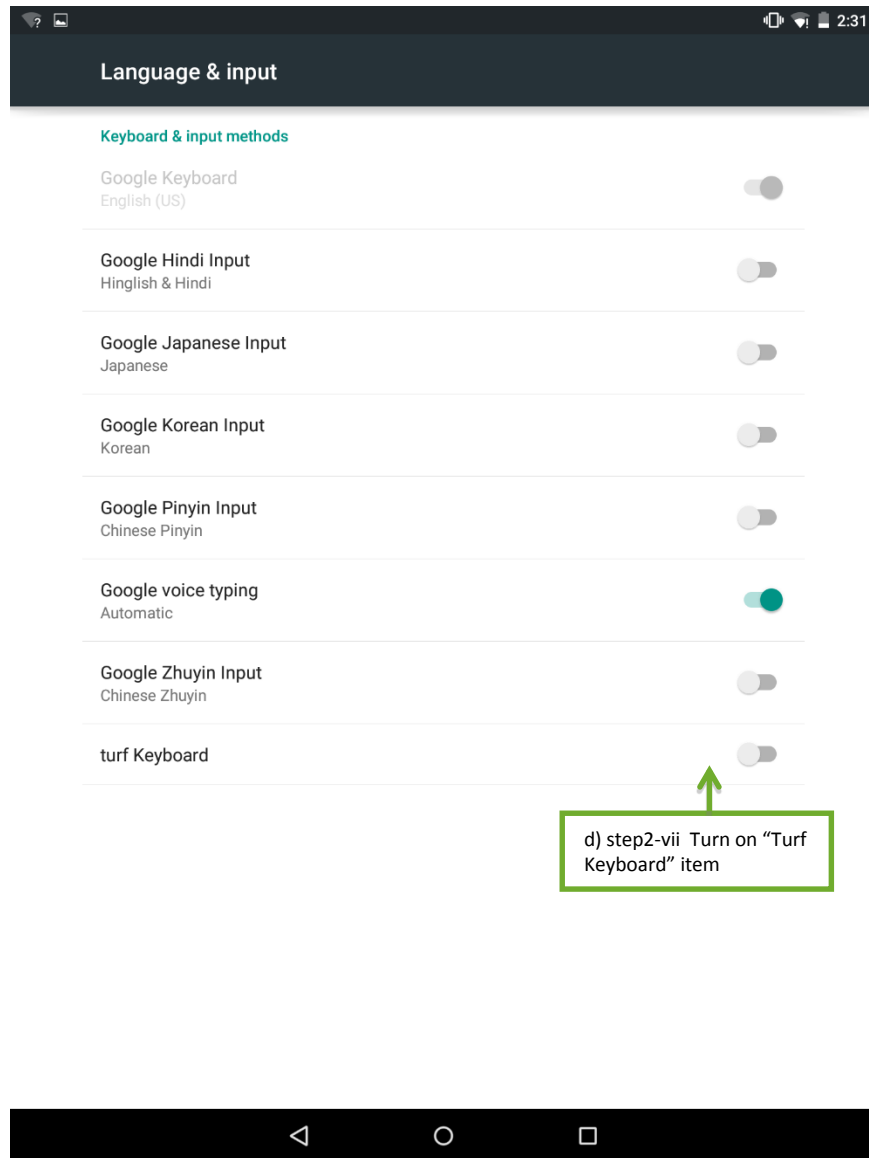 2:31
Language & input
Keyboard & input methods
Google Keyboard
English (US)
Google Hindi Input
Hinglish & Hindi
Google Japanese Input
Japanese
Google Korean Input
Korean
Google Pinyin Input
Chinese Pinyin
Google voice typing
Automatic
Google Zhuyin Input
Chinese Zhuyin
turf Keyboard
d) step2-vii  Turn on “Turf
Keyboard” item